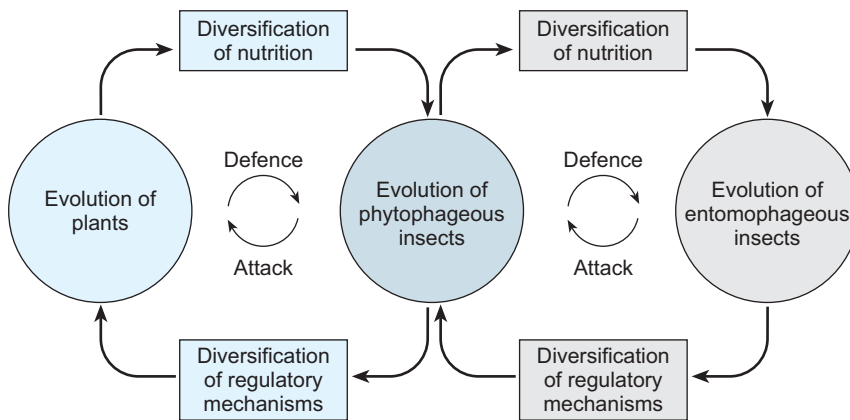 Diversification
of nutrition
Diversification
of nutrition
Defence
Defence
Evolution of
plants
Evolution of
phytophageous
insects
Evolution of
entomophageous
insects
Attack
Attack
Diversification
of regulatory
mechanisms
Diversification
of regulatory
mechanisms